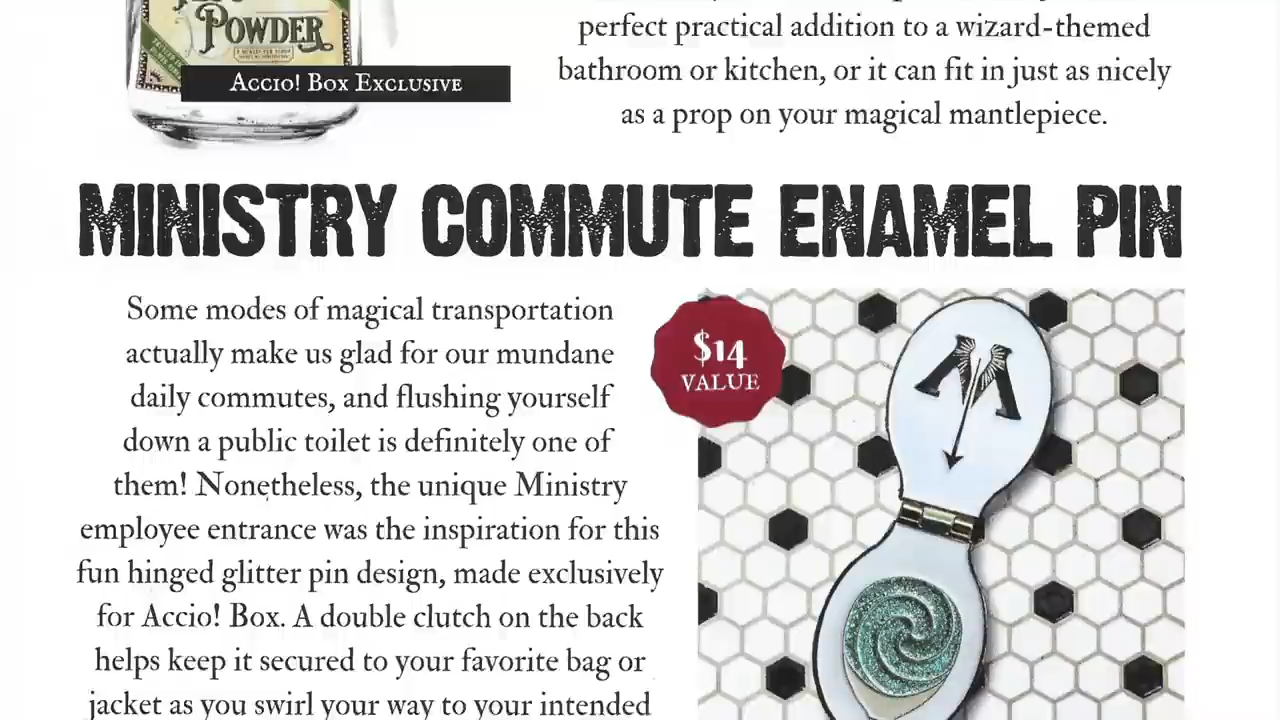 POWDER
ACCIO! BOX EXCLUSIVE
perfect practical addition to a wizard-themed
bathroom or kitchen, or it can fit in just as nicely
as a prop on your magical mantlepiece.
MINISTRY COMMUTE ENAMEL PIN
Some modes of magical transportation
actually make us glad for our mundane
daily commutes, and flushing yourself
down a public toilet is definitely one of
them! Nonetheless, the unique Ministry
employee entrance was the inspiration for this
fun hinged glitter pin design, made exclusively
for Accio! Box. A double clutch on the back
helps keep it secured to your favorite bag or
jacket as you swirl your way to your intended
$14
VALUE
M